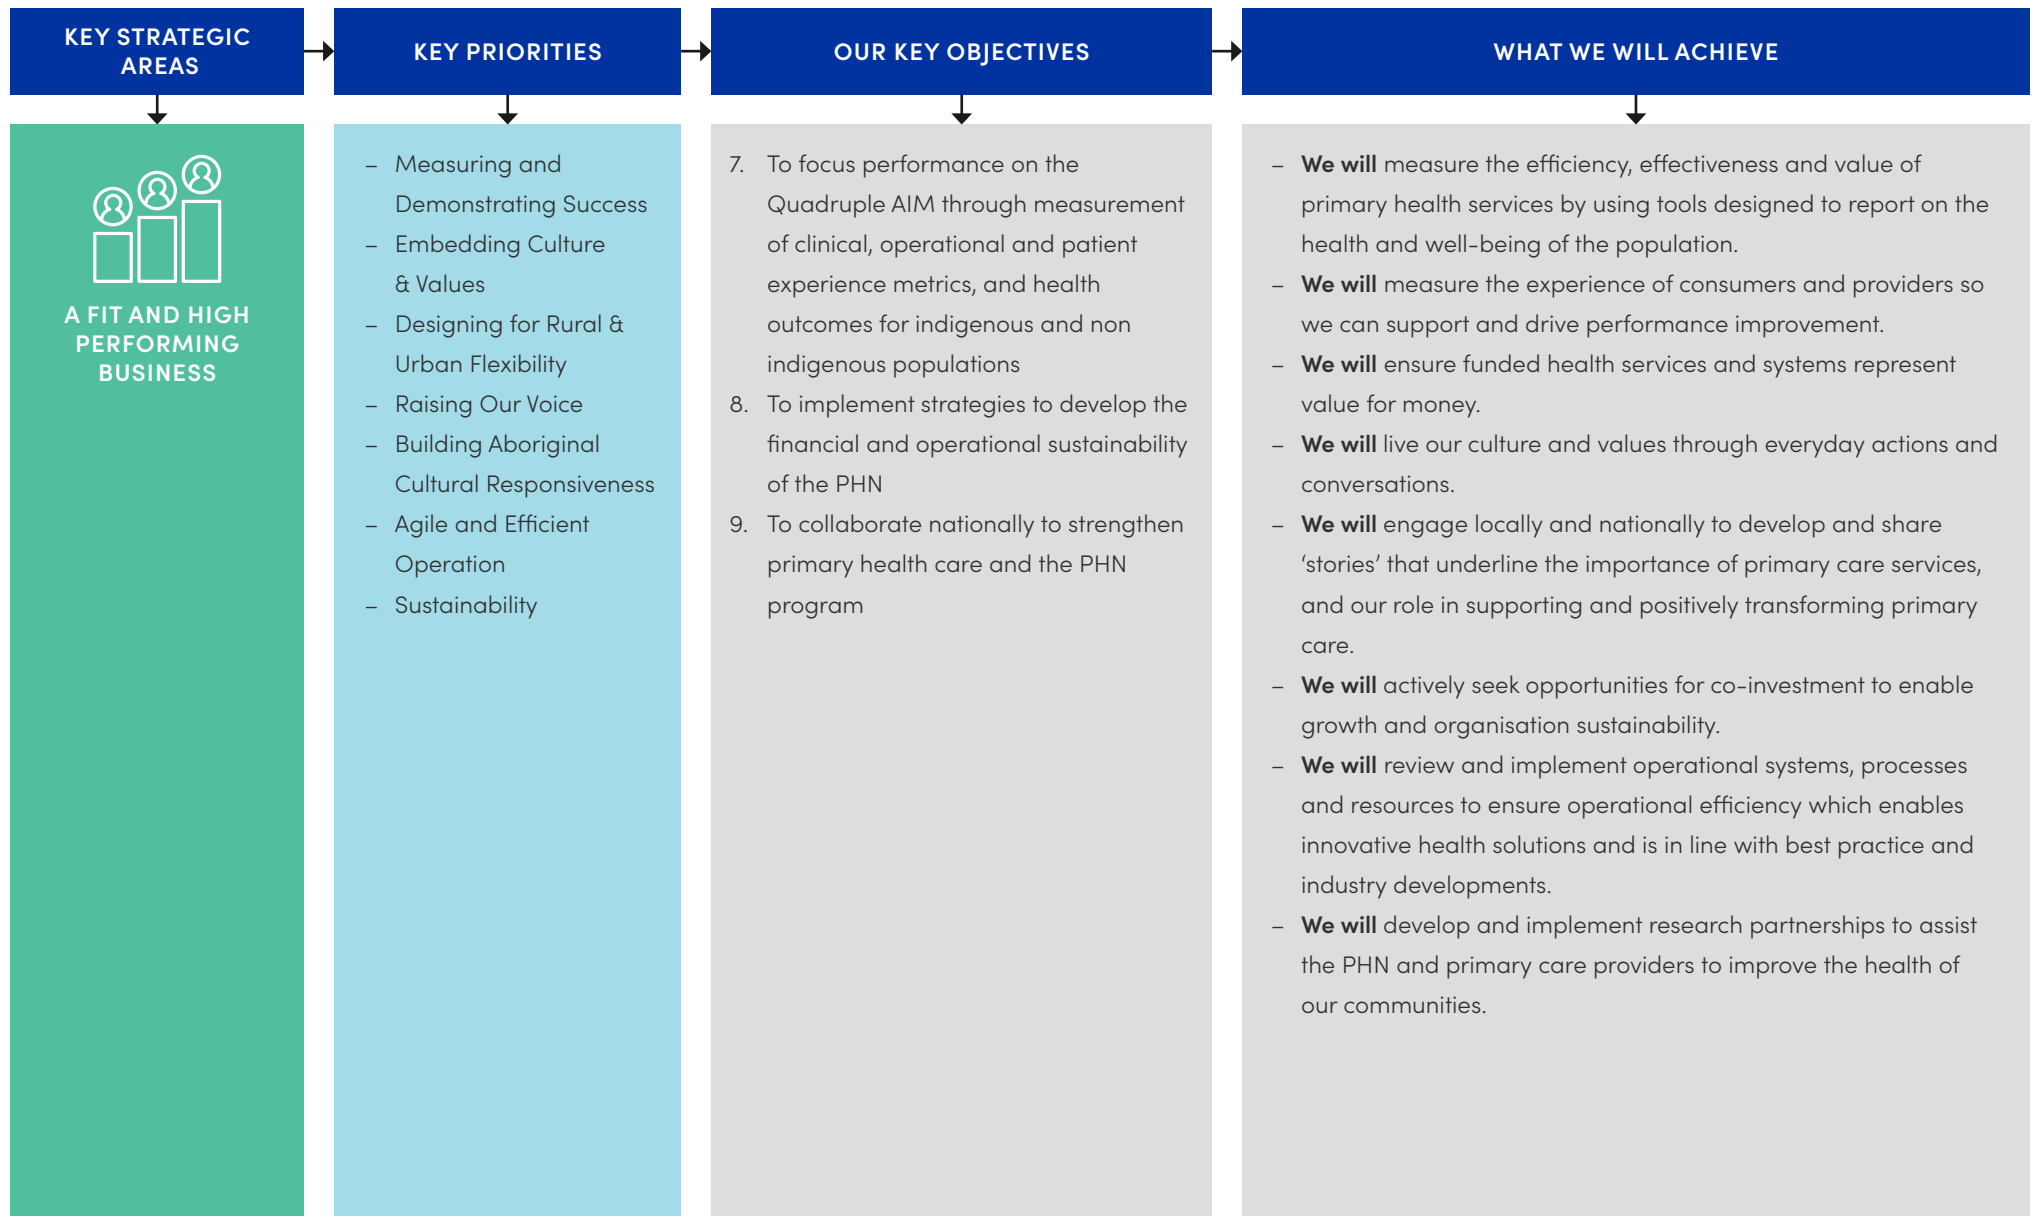 KEY STRATEGIC
AREAS
KEY PRIORITIES
OUR KEY OBJECTIVES
WHAT WE WILL ACHIEVE
A FIT AND HIGH
PERFORMING
BUSINESS
– Measuring and
Demonstrating Success
– Embedding Culture
& Values
– Designing for Rural &
Urban Flexibility
– Raising Our Voice
– Building Aboriginal
Cultural Responsiveness
– Agile and Efficient
Operation
– Sustainability
7. To focus performance on the
Quadruple AIM through measurement
of clinical, operational and patient
experience metrics, and health
outcomes for indigenous and non
indigenous populations
8. To implement strategies to develop the
financial and operational sustainability
of the PHN
9. To collaborate nationally to strengthen
primary health care and the PHN
program
– We will measure the efficiency, effectiveness and value of
primary health services by using tools designed to report on the
health and well-being of the population.
– We will measure the experience of consumers and providers so
we can support and drive performance improvement.
– We will ensure funded health services and systems represent
value for money.
– We will live our culture and values through everyday actions and
conversations.
– We will engage locally and nationally to develop and share
‘stories’ that underline the importance of primary care services,
and our role in supporting and positively transforming primary
care.
– We will actively seek opportunities for co-investment to enable
growth and organisation sustainability.
– We will review and implement operational systems, processes
and resources to ensure operational efficiency which enables
innovative health solutions and is in line with best practice and
industry developments.
– We will develop and implement research partnerships to assist
the PHN and primary care providers to improve the health of
our communities.